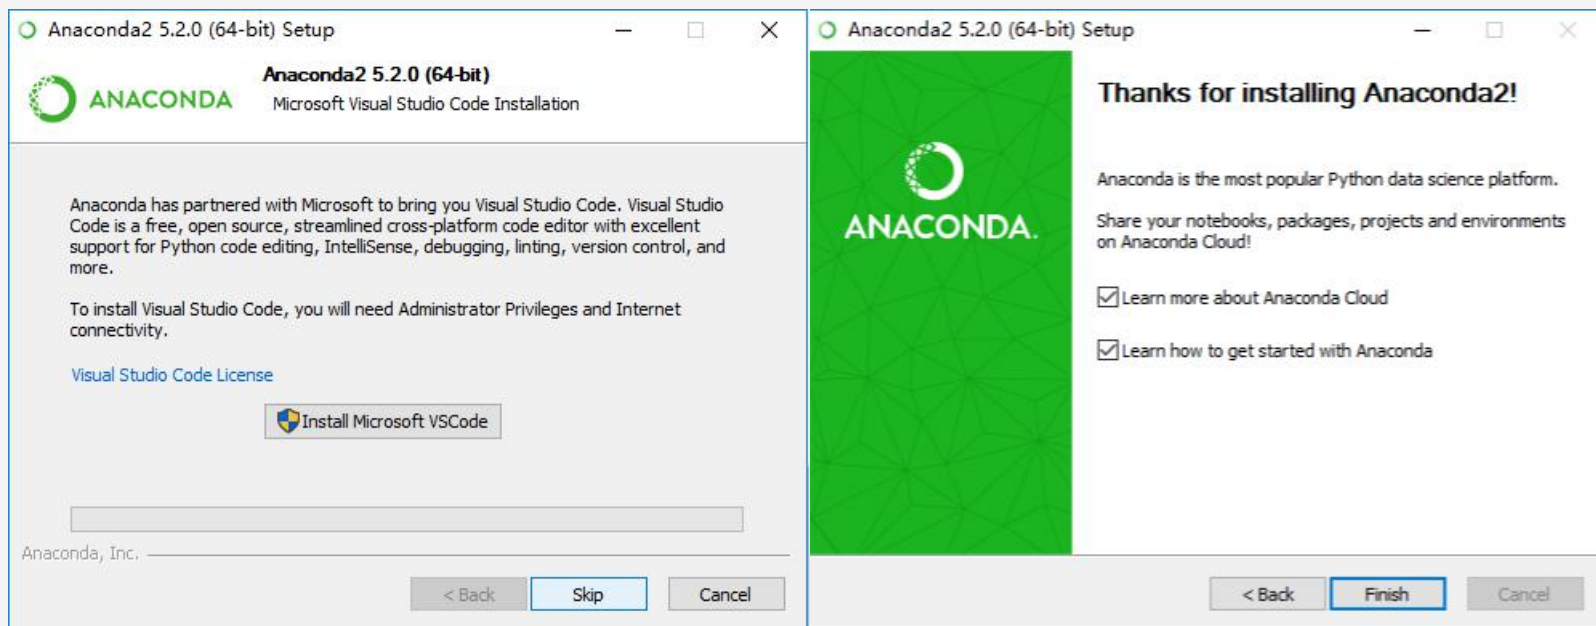 Anaconda2 5.2.0 (64-bit) Setup
ANACONDA
Anaconda2 5.2.0 (64-bit)
Microsoft Visual Studio Code Installation
Anaconda has partnered with Microsoft to bring you Visual Studio Code. Visual Studio
Code is a free, open source, streamlined cross-platform code editor with excellent
support for Python code editing, IntelliSense, debugging, linting, version control, and
more.
To install Visual Studio Code, you will need Administrator Privileges and Internet
connectivity.
Visual Studio Code License
Install Microsoft VSCode
Anaconda, Inc.
< Back
Skip
Cancel
Anaconda2 5.2.0 (64-bit) Setup
ANACONDA.
Thanks for installing Anaconda2!
Anaconda is the most popular Python data science platform.
Share your notebooks, packages, projects and environments
on Anaconda Cloud!
Learn more about Anaconda Cloud
Learn how to get started with Anaconda
< Back
Finish
Cancel